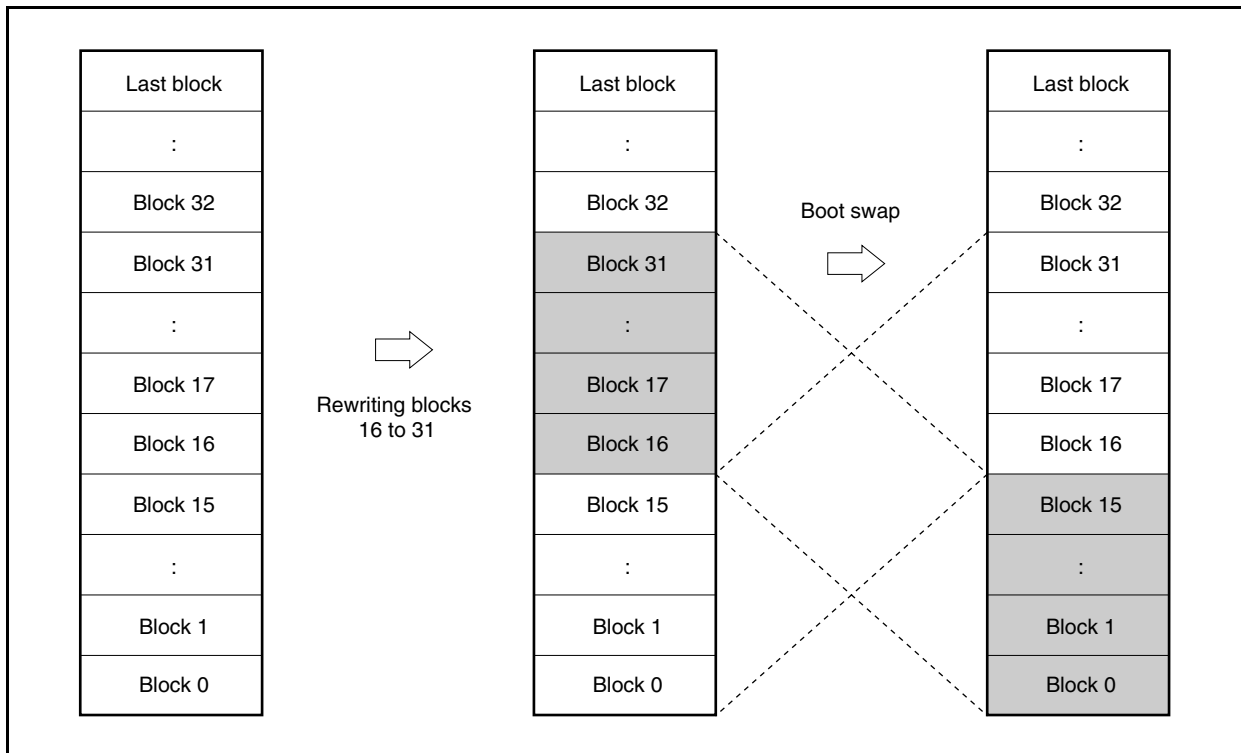 Last block
:
Block 32
Block 31
:
Block 17
Block 16
Block 15
:
Block 1
Block 0
Rewriting blocks
16 to 31
Last block
:
Block 32
Block 31
:
Block 17
Block 16
Block 15
:
Block 1
Block 0
Boot swap
Last block
:
Block 32
Block 31
:
Block 17
Block 16
Block 15
:
Block 1
Block 0